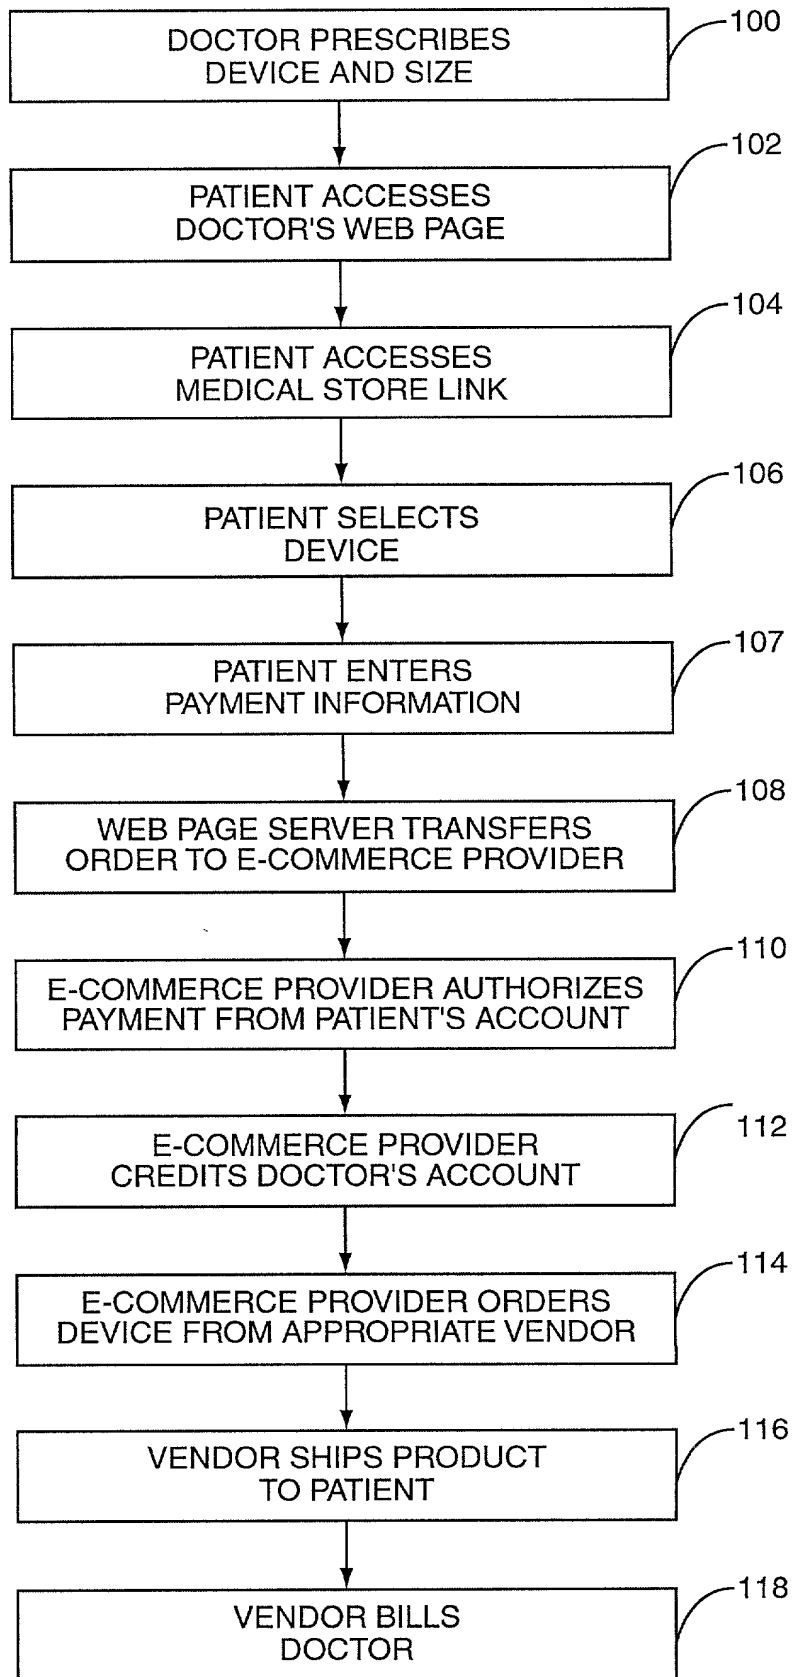 100
DOCTOR PRESCRIBES
DEVICE AND SIZE
102
PATIENT ACCESSES
DOCTOR'S WEB PAGE
104
PATIENT ACCESSES
MEDICAL STORE LINK
106
PATIENT SELECTS
DEVICE
107
PATIENT ENTERS
PAYMENT INFORMATION
108
WEB PAGE SERVER TRANSFERS
ORDER TO E-COMMERCE PROVIDER
110
E-COMMERCE PROVIDER AUTHORIZES
PAYMENT FROM PATIENT'S ACCOUNT
112
E-COMMERCE PROVIDER
CREDITS DOCTOR'S ACCOUNT
114
E-COMMERCE PROVIDER ORDERS
DEVICE FROM APPROPRIATE VENDOR
116
VENDOR SHIPS PRODUCT
TO PATIENT
118
VENDOR BILLS
DOCTOR